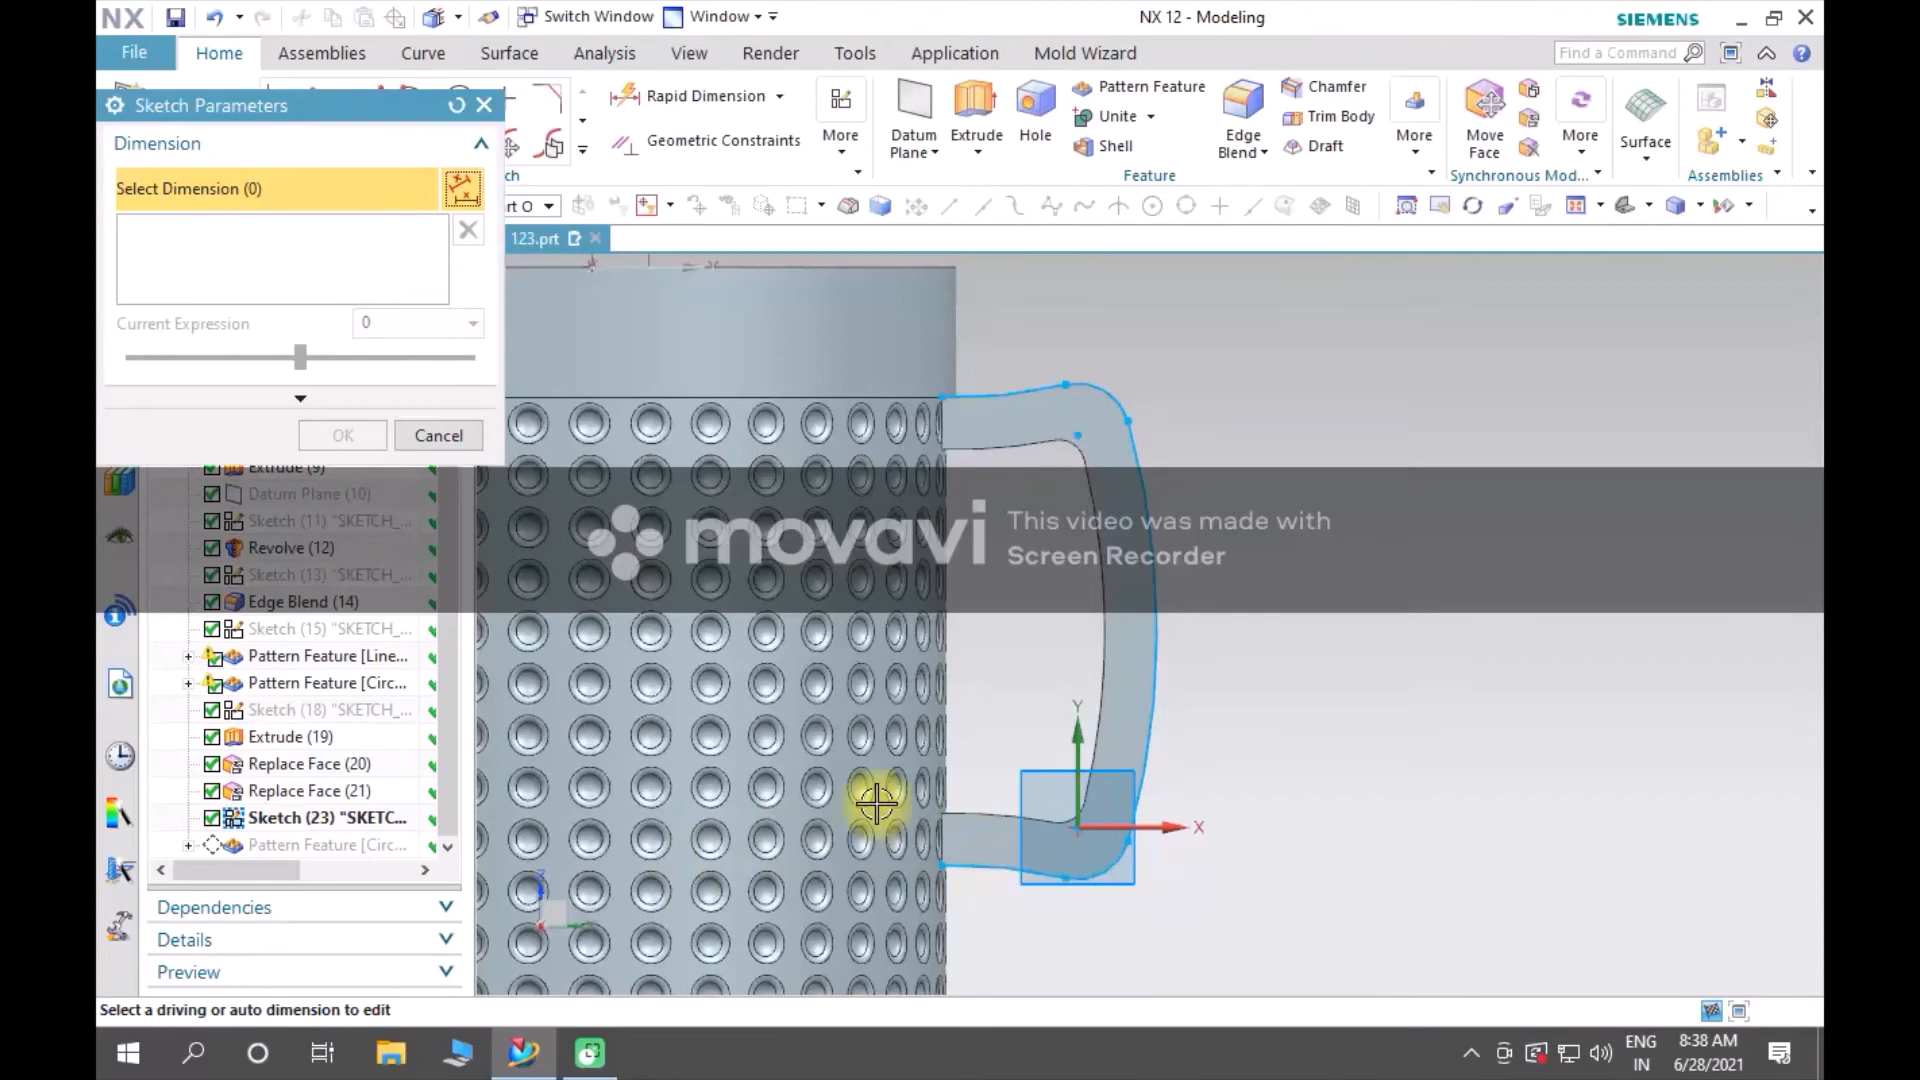 NX
Switch Window
Window
NX 12 - Modeling
SIEMENS
File
Home
Assemblies
Curve
Surface
Analysis
View
Render
Tools
Application
Mold Wizard
Find a Command
Sketch Parameters
Rapid Dimension
Geometric Constraints
More
Datum
Plane
Extrude
Hole
Pattern Feature
Unite
Shell
Edge
Blend
Chamfer
Trim Body
Draft
More
Move
Face
More
Surface
ch
Feature
Synchronous Mod...
Assemblies
Dimension
Select Dimension (0)
rt O
123.prt
Current Expression
0
OK
Cancel
Extrude (9)
Datum Plane (10)
Sketch (11) "SKETCH_...
Revolve (12)
Sketch (13) "SKETCH_...
Edge Blend (14)
Sketch (15) "SKETCH_...
Pattern Feature [Line...
Pattern Feature [Circ...
Sketch (18) "SKETCH_...
Extrude (19)
Replace Face (20)
Replace Face (21)
Sketch (23) "SKETC...
Pattern Feature [Circ...
Dependencies
Details
Preview
movavi
This video was made with
Screen Recorder
Y
X
Z
Select a driving or auto dimension to edit
ENG
IN
8:38 AM
6/28/2021